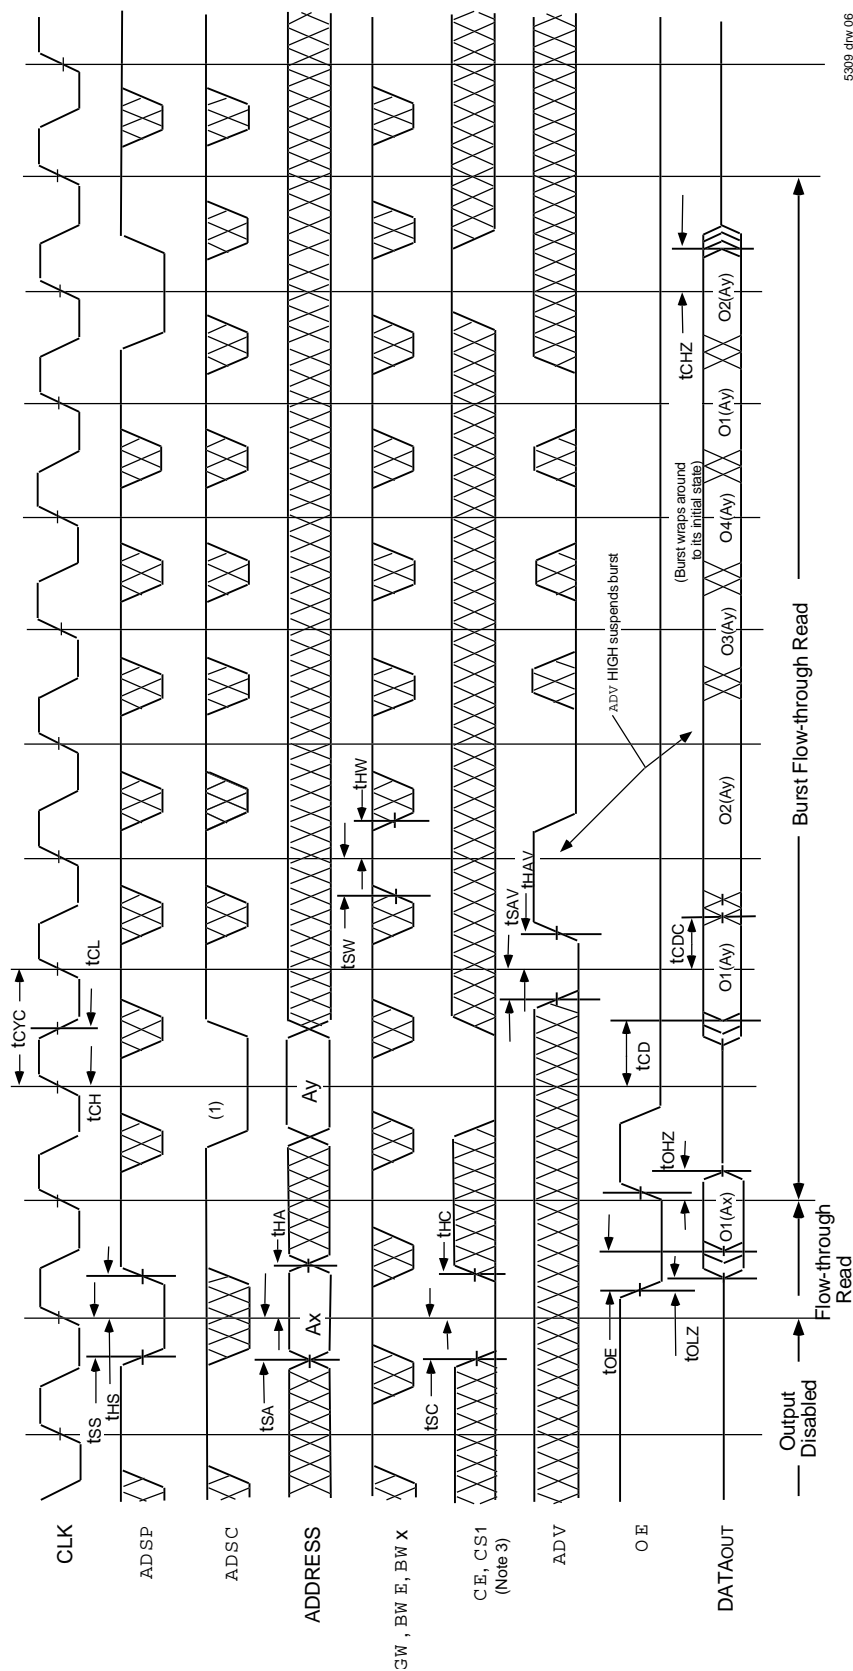 CLK
tCYC
tCH
tCL
tSS
tHS
ADSP
ADSC
(1)
tSA
tHA
ADDRESS
Ax
Ay
tSW
tHW
GW, BWE, BWx
tSC
tHC
CE, CS1
(Note 3)
tSAV
tHAV
ADV
ADV HIGH suspends burst
OE
tOE
tOHZ
tCD
tOLZ
tCDC
(Burst wraps around
to its initial state)
tCHZ
DATAOUT
O1(Ax)
O1(Ay)
O2(Ay)
O3(Ay)
O4(Ay)
O1(Ay)
O2(Ay)
Output
Disabled
Flow-through
Read
Burst Flow-through Read
5309 drw 06